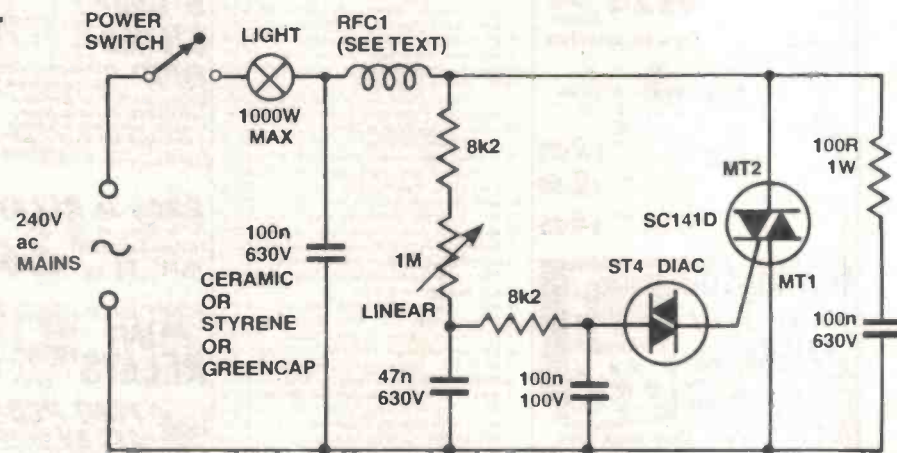 POWER
SWITCH
LIGHT
1000W
MAX
RFC1
(SEE TEXT)
8k2
100R
1W
MT2
SC141D
MT1
240V
ac
MAINS
100n
630V
CERAMIC
OR
STYRENE
OR
GREENCAP
1M
LINEAR
8k2
ST4 DIAC
47n
630V
100n
100V
100n
630V